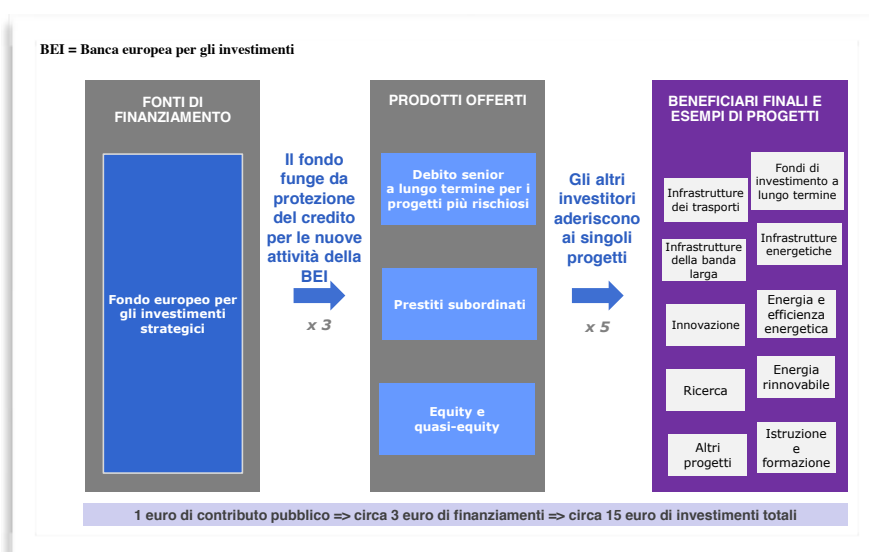 BEI = Banca europea per gli investimenti
FONTI DI
FINANZIAMENTO
Fondo europeo per
gli investimenti
strategici
Il fondo
funge da
protezione
del credito
per le nuove
attività della
BEI
x 3
PRODOTTI OFFERTI
Debito senior
a lungo termine per i
progetti più rischiosi
Prestiti subordinati
Equity e
quasi-equity
Gli altri
investitori
aderiscono
ai singoli
progetti
x 5
BENEFICIARI FINALI E
ESEMPI DI PROGETTI
Infrastrutture
dei trasporti
Fondi di
investimento a
lungo termine
Infrastrutture
della banda
larga
Infrastrutture
energetiche
Innovazione
Energia e
efficienza
energetica
Ricerca
Energia
rinnovabile
Altri
progetti
Istruzione
e
formazione
1 euro di contributo pubblico => circa 3 euro di finanziamenti => circa 15 euro di investimenti totali